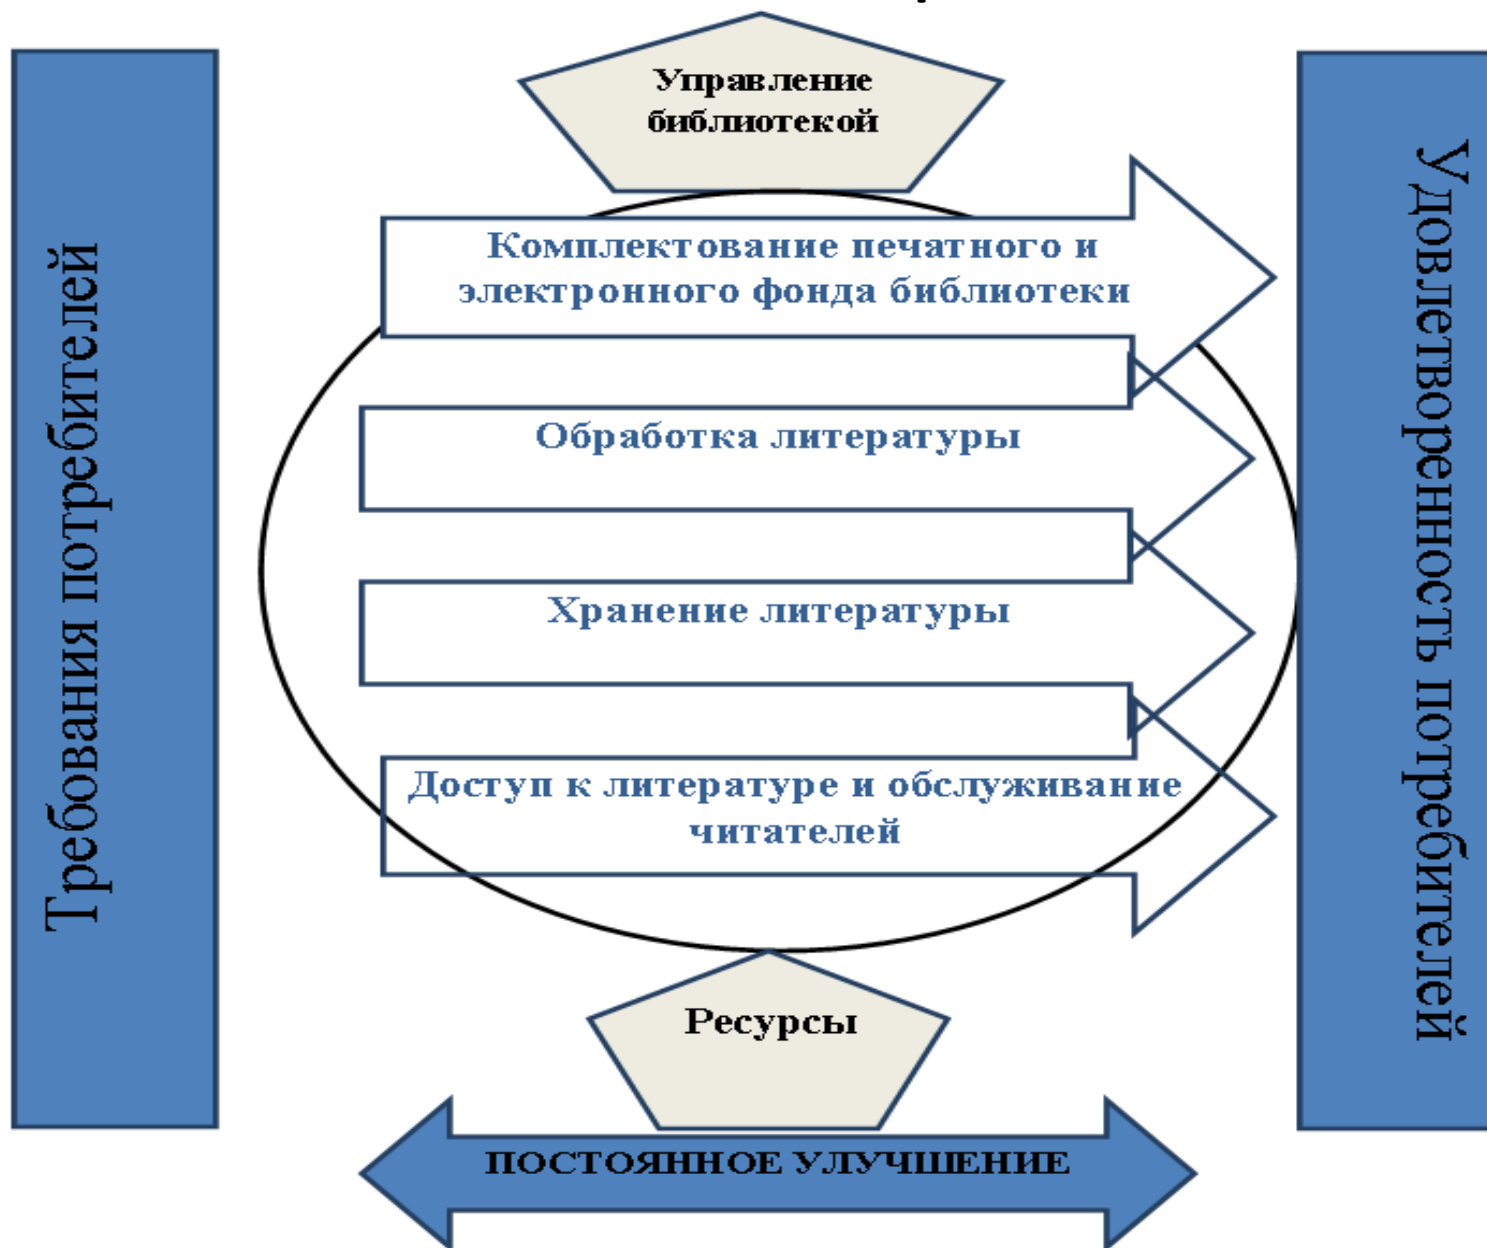 Управление
библиотекой
Требования потребителей
Комплектование печатного и
электронного фонда библиотеки
Обработка литературы
Хранение литературы
Доступ к литературе и обслуживание
читателей
Удовлетворенность потребителей
Ресурсы
ПОСТОЯННОЕ УЛУЧШЕНИЕ